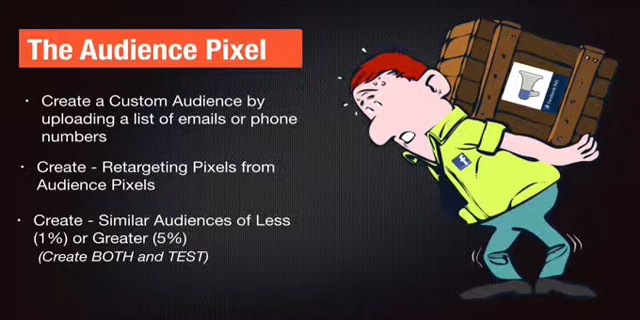 The Audience Pixel
• Create a Custom Audience by
uploading a list of emails or phone
numbers
• Create - Retargeting Pixels from
Audience Pixels
• Create - Similar Audiences of Less
(1%) or Greater (5%)
(Create BOTH and TEST)